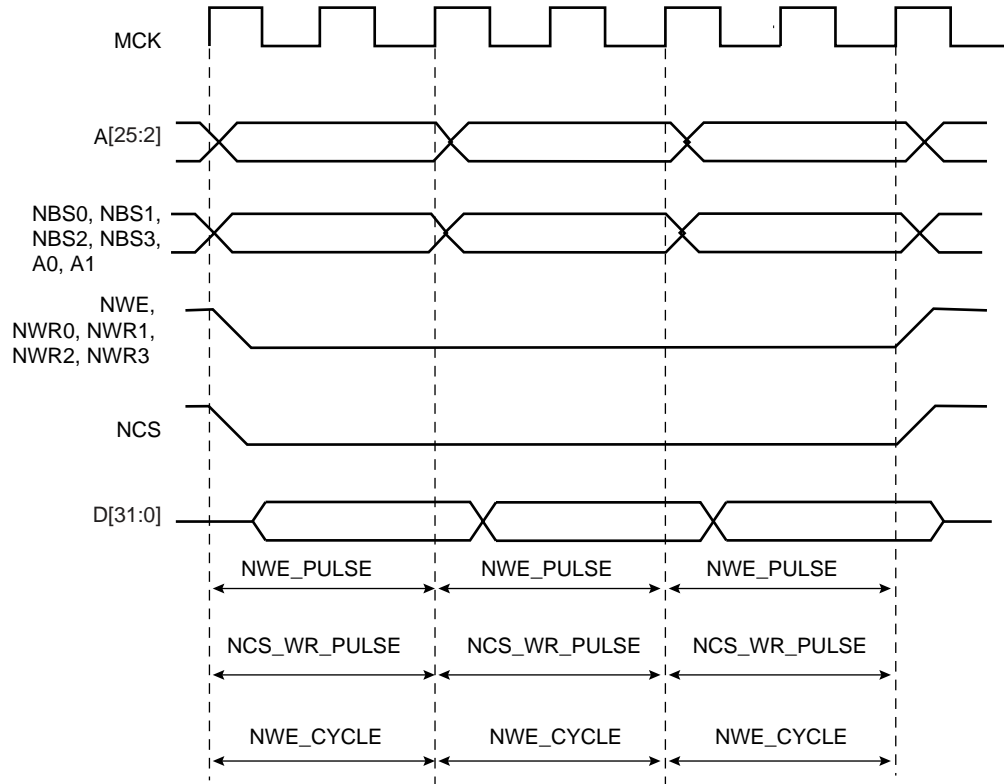 MCK
A[25:2]
NBS0, NBS1,
NBS2, NBS3,
A0, A1
NWE,
NWR0, NWR1,
NWR2, NWR3
NCS
D[31:0]
NWE_PULSE NWE_PULSE NWE_PULSE
NCS_WR_PULSE NCS_WR_PULSE NCS_WR_PULSE
NWE_CYCLE NWE_CYCLE NWE_CYCLE